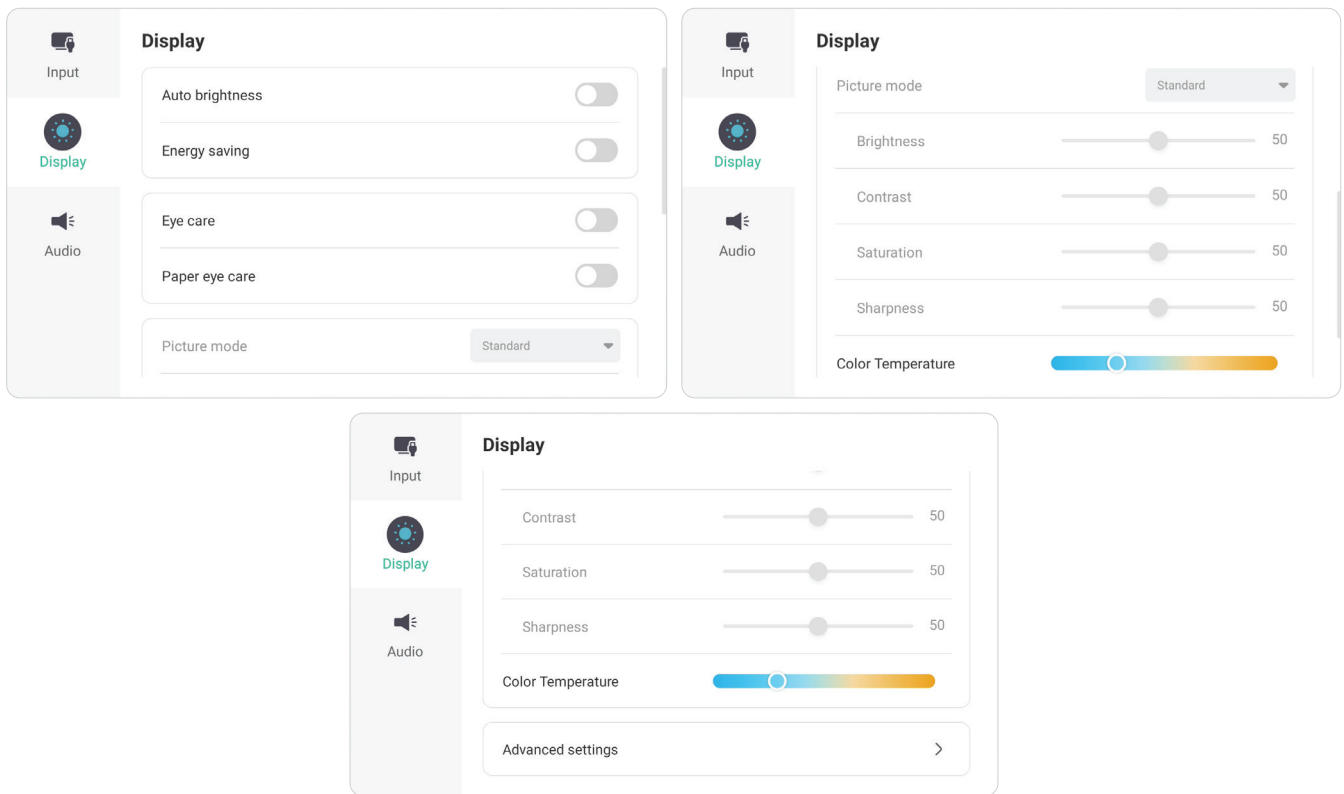 Display
Input
Auto brightness
Energy saving
Display
Eye care
Audio
Paper eye care
Picture mode Standard
Display
Input
Picture mode Standard
Brightness 50
Display
Contrast 50
Audio
Saturation 50
Sharpness 50
Color Temperature
Display
Input
Contrast 50
Display
Saturation 50
Sharpness 50
Audio
Color Temperature
Advanced settings